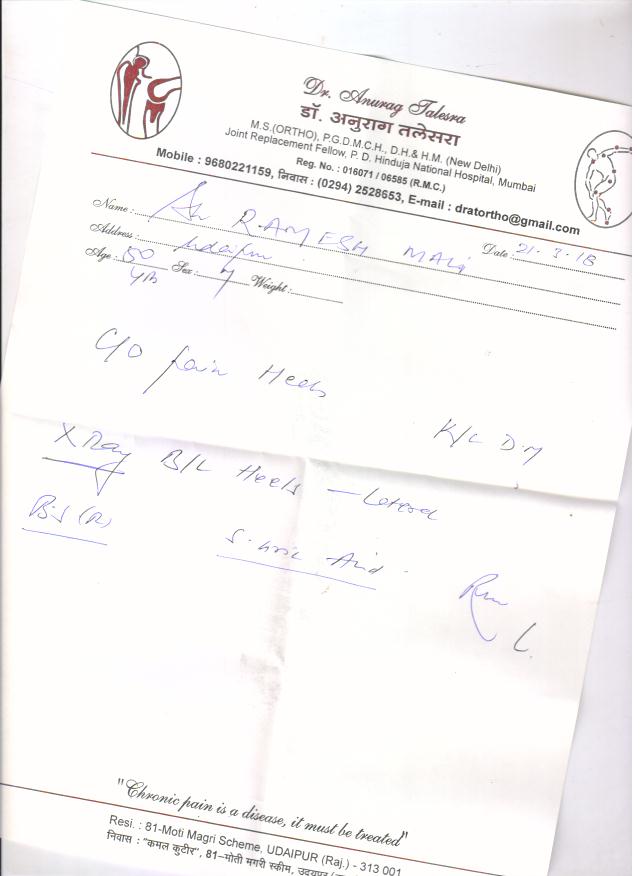 Dr. Anurag Talesra
डॉ. अनुराग तलेसरा
M.S.(ORTHO), P.G.D.M.C.H., D.H.& H.M. (New Delhi)
Joint Replacement Fellow, P. D. Hinduja National Hospital, Mumbai
Reg. No. : 016071 / 06585 (R.M.C.)
Mobile : 9680221159, निवास : (0294) 2528653, E-mail : dratortho@gmail.com
Name : RAMESH MALI Date : 21-3-18
Address : Udaipur
Age : 50 Yrs Sex : Weight :
C/O Pain Heels
K/C DM
X Ray B/L Heels - Lateral
B.S (R)
S. Uric Acid
"Chronic pain is a disease, it must be treated"
Resi. : 81-Moti Magri Scheme, UDAIPUR (Raj.) - 313 001
निवास : "कमल कुटीर", 81-मोती मगरी स्कीम,